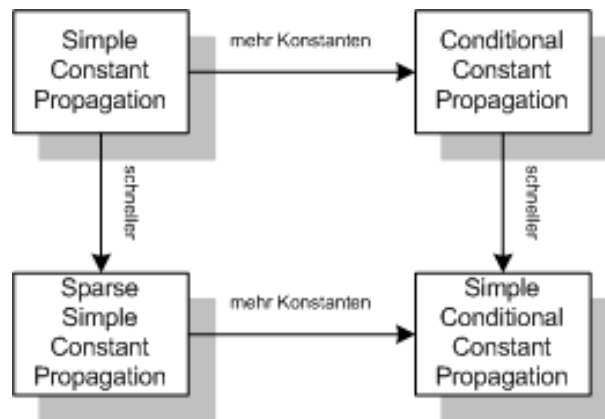 Simple
Constant
Propagation
mehr Konstanten
Conditional
Constant
Propagation
schneller
schneller
Sparse
Simple
Constant
Propagation
mehr Konstanten
Simple
Conditional
Constant
Propagation